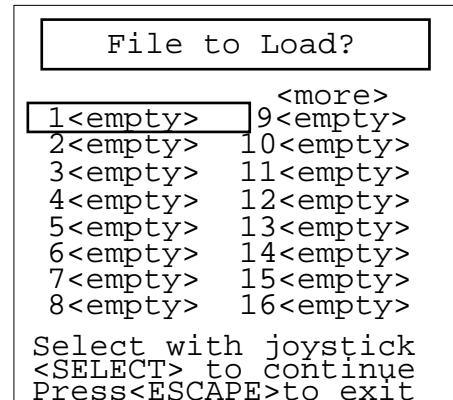 File to Load?
<more>
1<empty> 9<empty>
2<empty> 10<empty>
3<empty> 11<empty>
4<empty> 12<empty>
5<empty> 13<empty>
6<empty> 14<empty>
7<empty> 15<empty>
8<empty> 16<empty>
Select with joystick
<SELECT> to continue
Press<ESCAPE>to exit